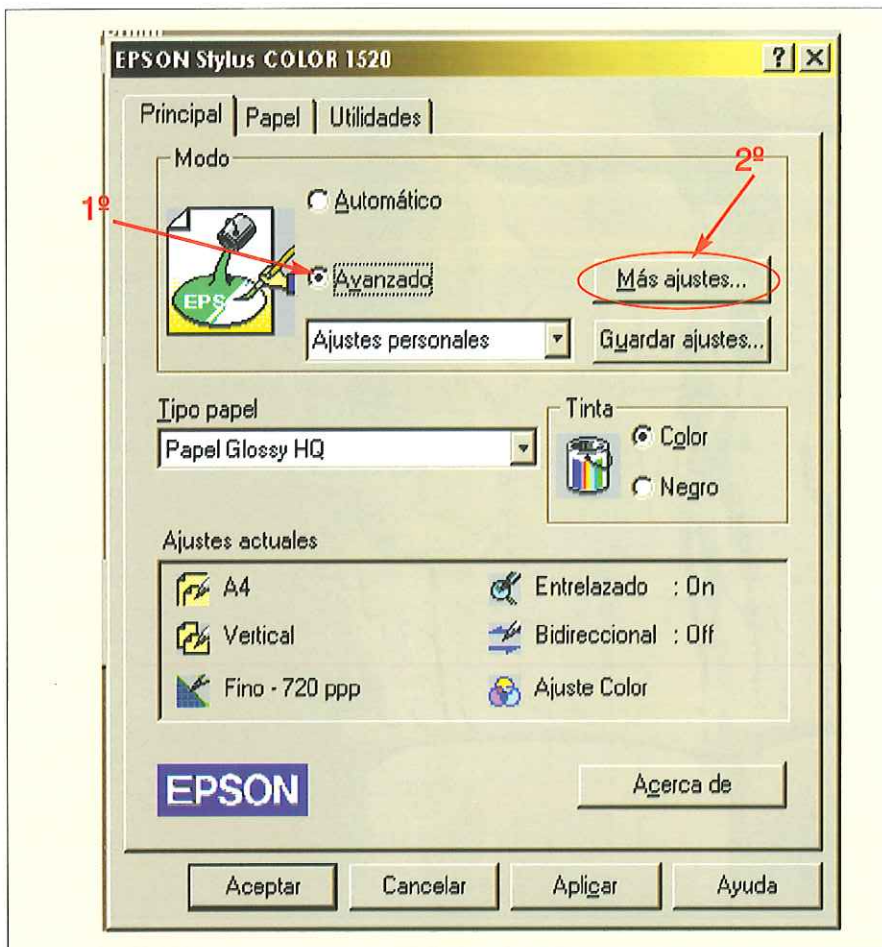 EPSON Stylus COLOR 1520
Principal Papel Utilidades
Modo
2º
1º
Automático
Avanzado
Más ajustes...
Ajustes personales
Guardar ajustes...
EPS
Tipo papel
Papel Glossy HQ
Tinta
Color
Negro
Ajustes actuales
A4
Entrelazado : On
Vertical
Bidireccional : Off
Fino - 720 ppp
Ajuste Color
EPSON
Acerca de
Aceptar Cancelar Aplicar Ayuda